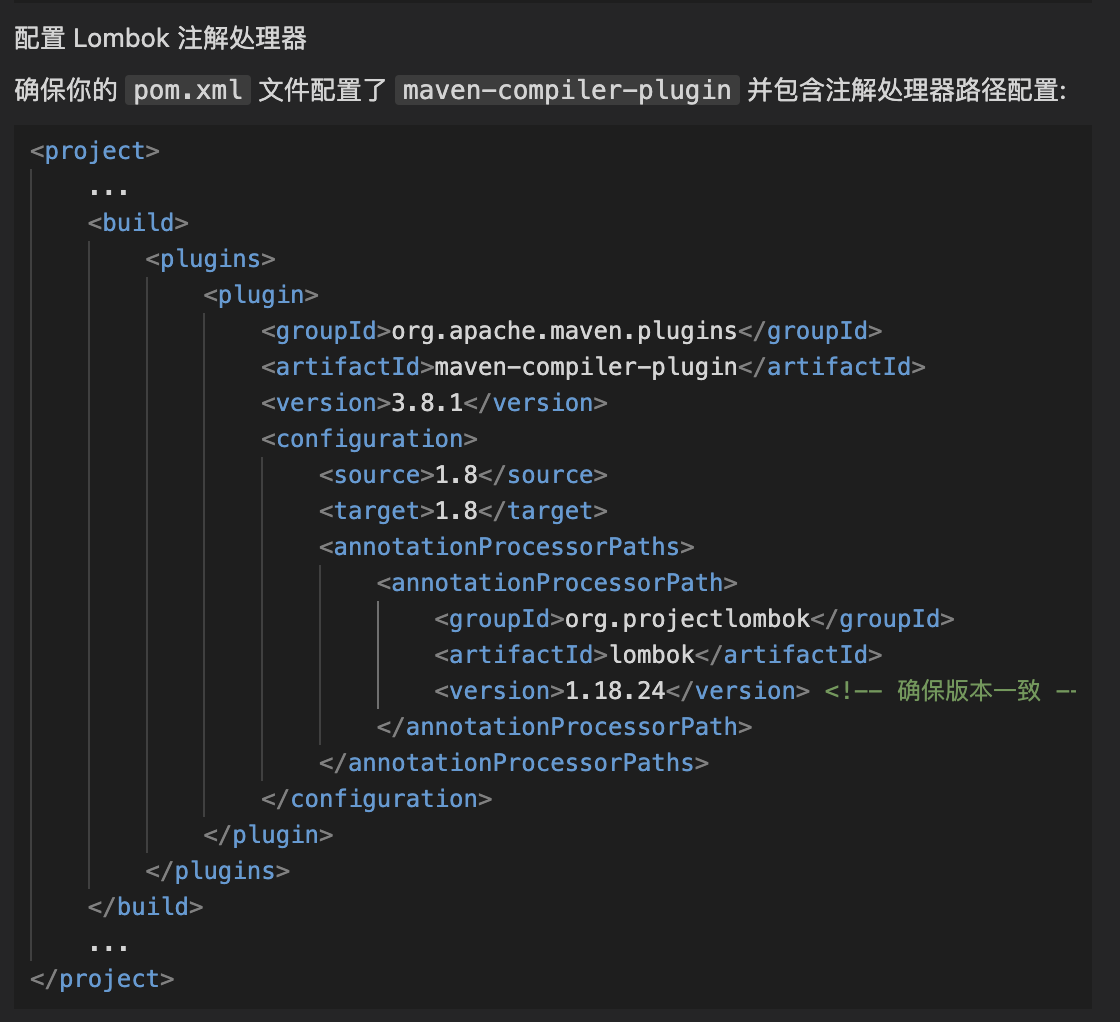 配置 Lombok 注解处理器
确保你的 pom.xml 文件配置了 maven-compiler-plugin 并包含注解处理器路径配置:
<project>
    ...
    <build>
        <plugins>
            <plugin>
                <groupId>org.apache.maven.plugins</groupId>
                <artifactId>maven-compiler-plugin</artifactId>
                <version>3.8.1</version>
                <configuration>
                    <source>1.8</source>
                    <target>1.8</target>
                    <annotationProcessorPaths>
                        <annotationProcessorPath>
                            <groupId>org.projectlombok</groupId>
                            <artifactId>lombok</artifactId>
                            <version>1.18.24</version> <!-- 确保版本一致 --
                        </annotationProcessorPath>
                    </annotationProcessorPaths>
                </configuration>
            </plugin>
        </plugins>
    </build>
    ...
</project>